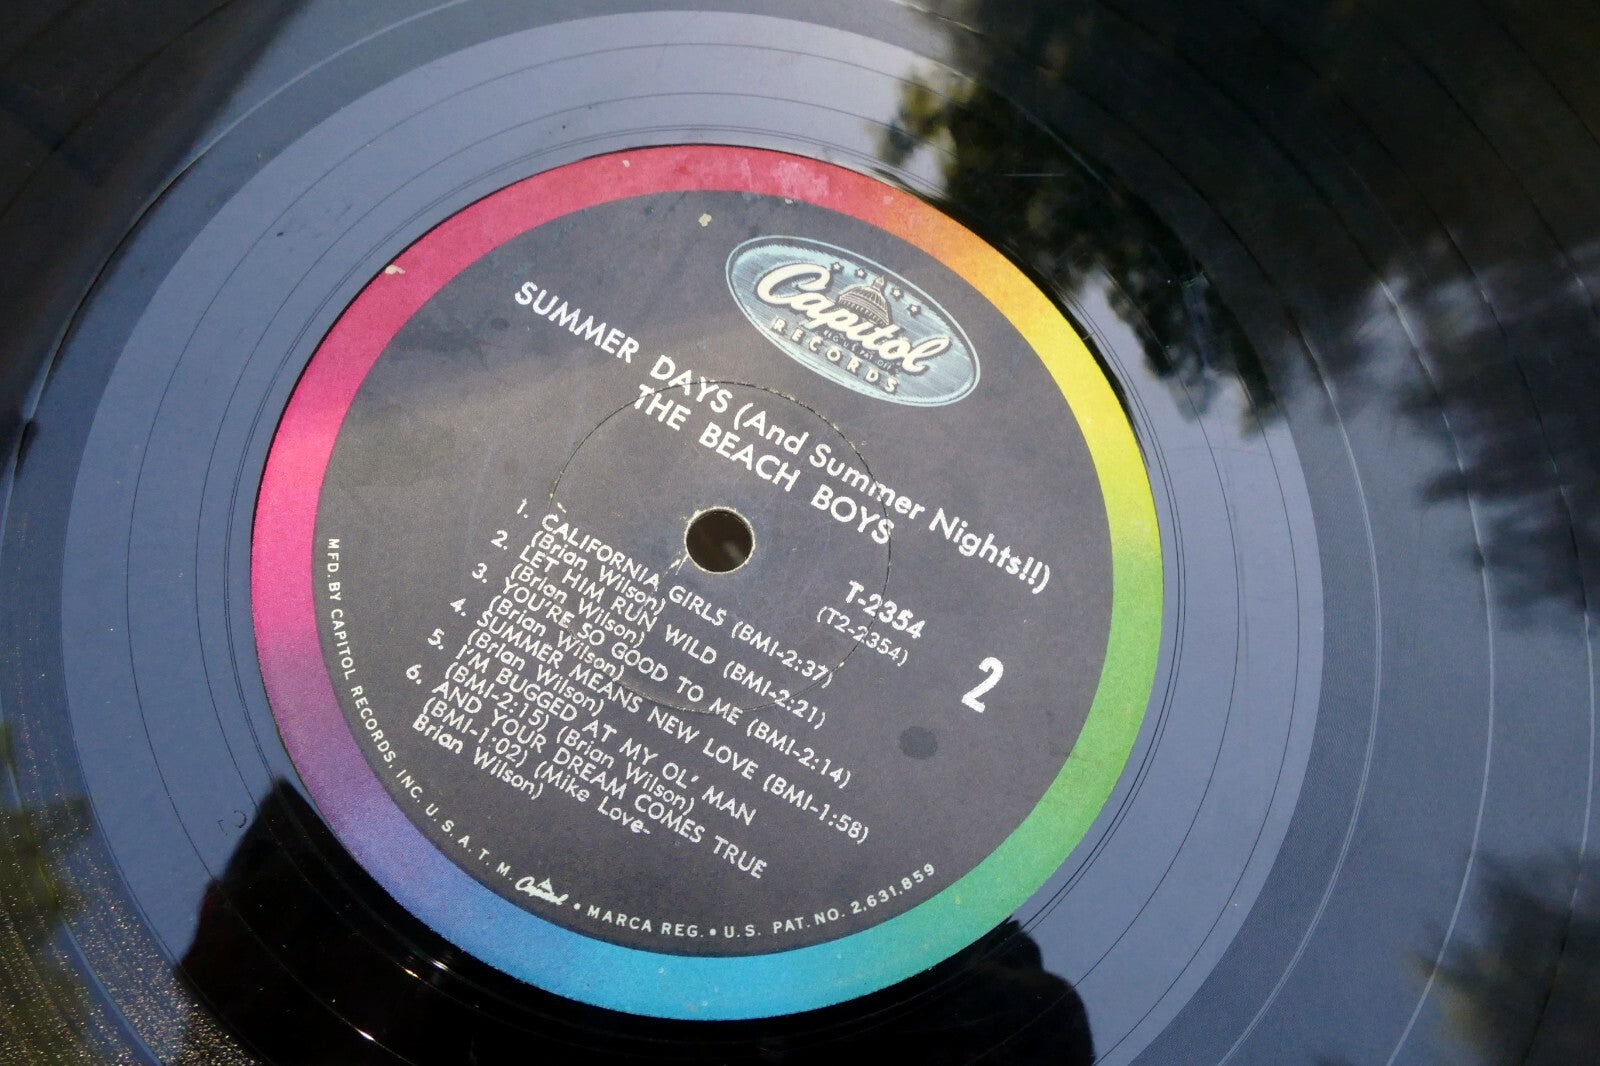 Capitol
REG. U.S. PAT. OFF.
RECORDS
SUMMER DAYS (And Summer Nights!!)
THE BEACH BOYS
T-2354
(T2-2354)
2
1. CALIFORNIA GIRLS (BMI-2:37)
(Brian Wilson)
2. LET HIM RUN WILD (BMI-2:21)
(Brian Wilson)
3. YOU'RE SO GOOD TO ME (BMI-2:14)
(Brian Wilson)
4. SUMMER MEANS NEW LOVE (BMI-1:58)
(Brian Wilson)
5. I'M BUGGED AT MY OL' MAN
(BMI-2:15) (Brian Wilson)
6. AND YOUR DREAM COMES TRUE
(BMI-1:02) (Mike Love-
Brian Wilson)
MFD. BY CAPITOL RECORDS, INC. U.S.A. T.M. Capitol • MARCA REG. • U.S. PAT. NO. 2,631,859